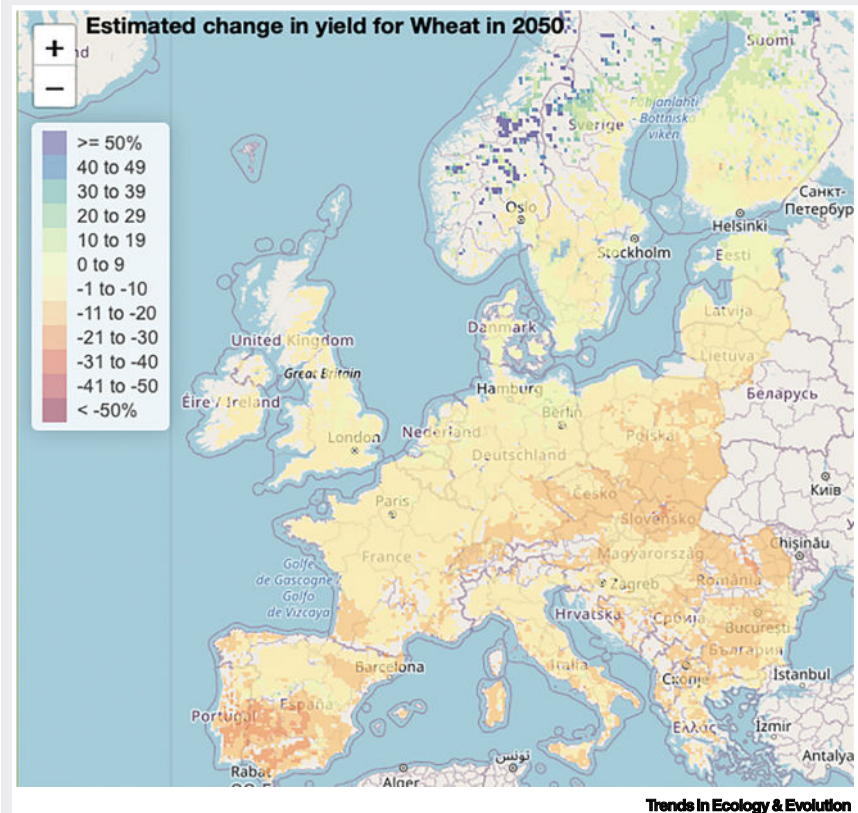 Estimated change in yield for Wheat in 2050
+
−
>= 50%
40 to 49
30 to 39
20 to 29
10 to 19
0 to 9
-1 to -10
-11 to -20
-21 to -30
-31 to -40
-41 to -50
< -50%
Suomi
Pohjanlahti
- Bottniska
viken
Sverige
Санкт-
Петербур
Oslo
Helsinki
Stockholm
Eesti
Latvija
Danmark
United Kingdom
Lietuva
Great Britain
Hamburg
Беларусь
Éire / Ireland
Berlin
London
Nederland
Polska
Deutschland
Київ
Paris
Česko
Slovensko
Chișinău
France
Magyarország
Golfe
de Gascogne /
Golfo
de Vizcaya
Zagreb
România
Hrvatska
Србија
București
България
Barcelona
Italia
Скопје
İstanbul
España
Portugal
Ελλάς
İzmir
تونس
Antalya
Rabat
Alger
Trends in Ecology & Evolution